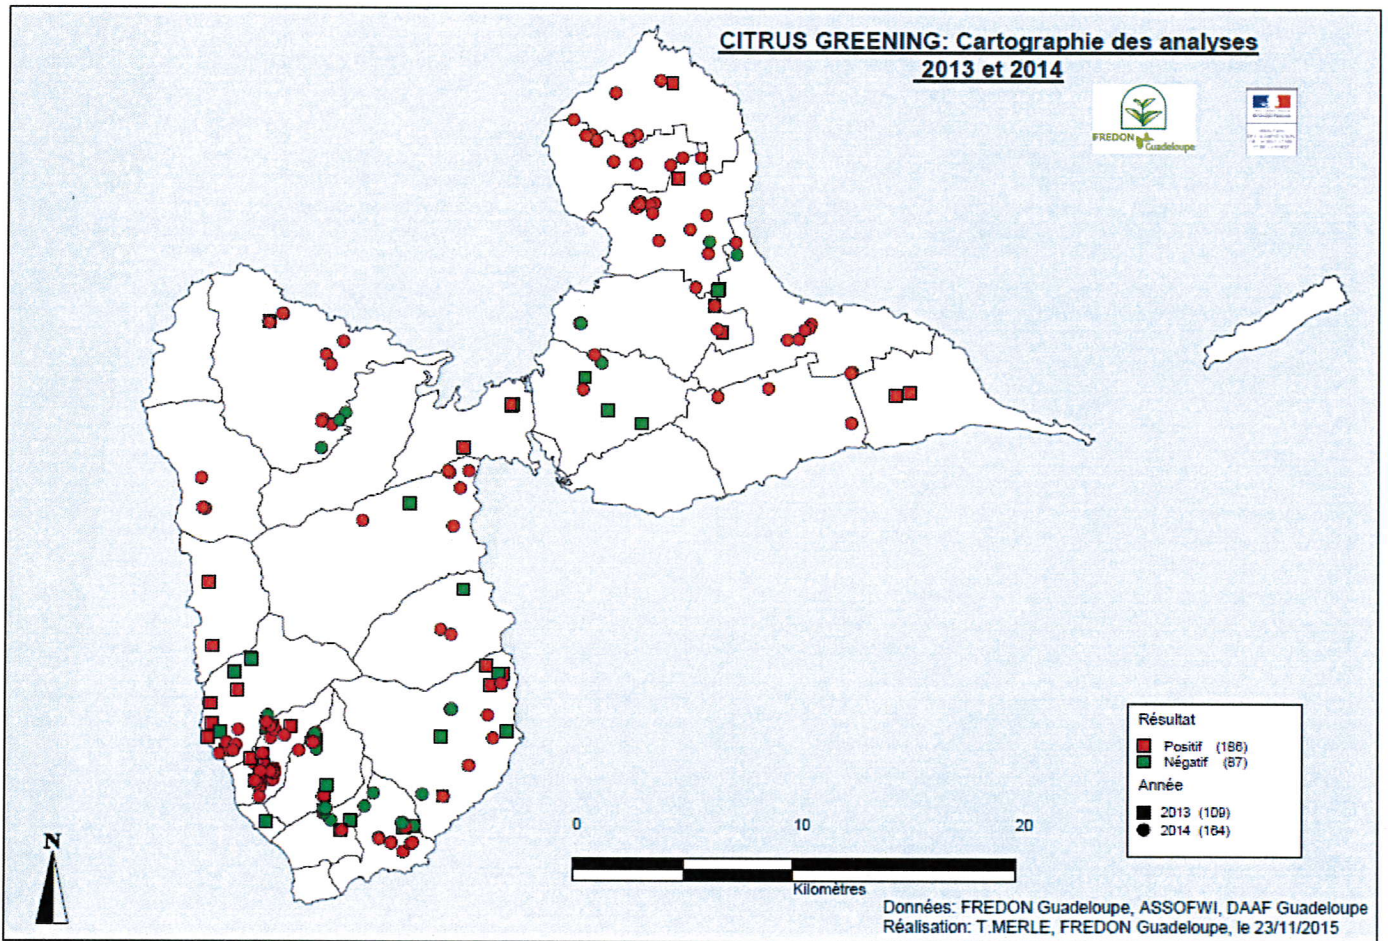 CITRUS GREENING: Cartographie des analyses
2013 et 2014
FREDON
Guadeloupe
Résultat
Positif (186)
Négatif (87)
Année
2013 (109)
2014 (164)
N
0 10 20
Kilomètres
Données: FREDON Guadeloupe, ASSOFWI, DAAF Guadeloupe
Réalisation: T.MERLE, FREDON Guadeloupe, le 23/11/2015